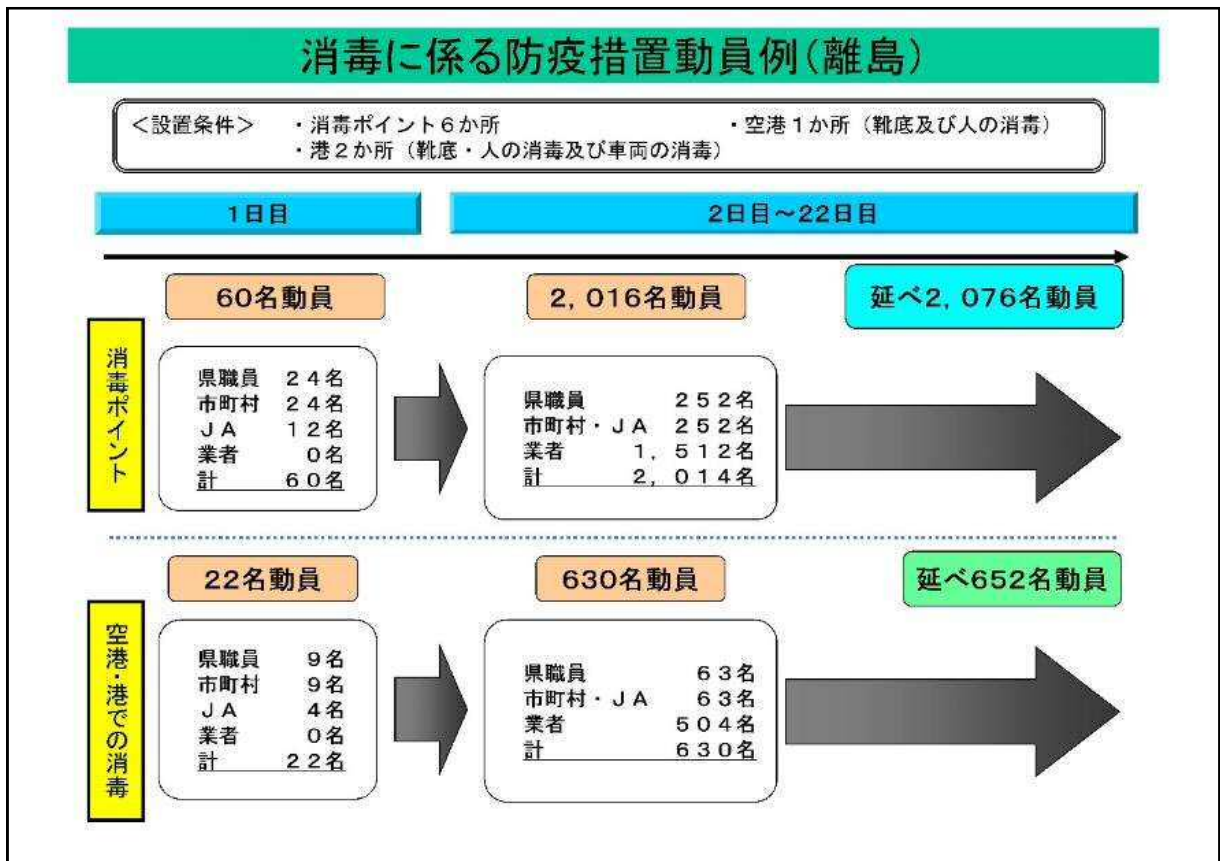 消毒に係る防疫措置動員例(離島)
<設置条件> ・消毒ポイント6か所 ・空港1か所(靴底及び人の消毒)
・港2か所(靴底・人の消毒及び車両の消毒)
1日目 2日目~22日目
60名動員 2,016名動員 延べ2,076名動員
消毒ポイント
県職員 24名
市町村 24名
JA 12名
業者 0名
計 60名
県職員 252名
市町村・JA 252名
業者 1,512名
計 2,014名
22名動員 630名動員 延べ652名動員
空港・港での消毒
県職員 9名
市町村 9名
JA 4名
業者 0名
計 22名
県職員 63名
市町村・JA 63名
業者 504名
計 630名